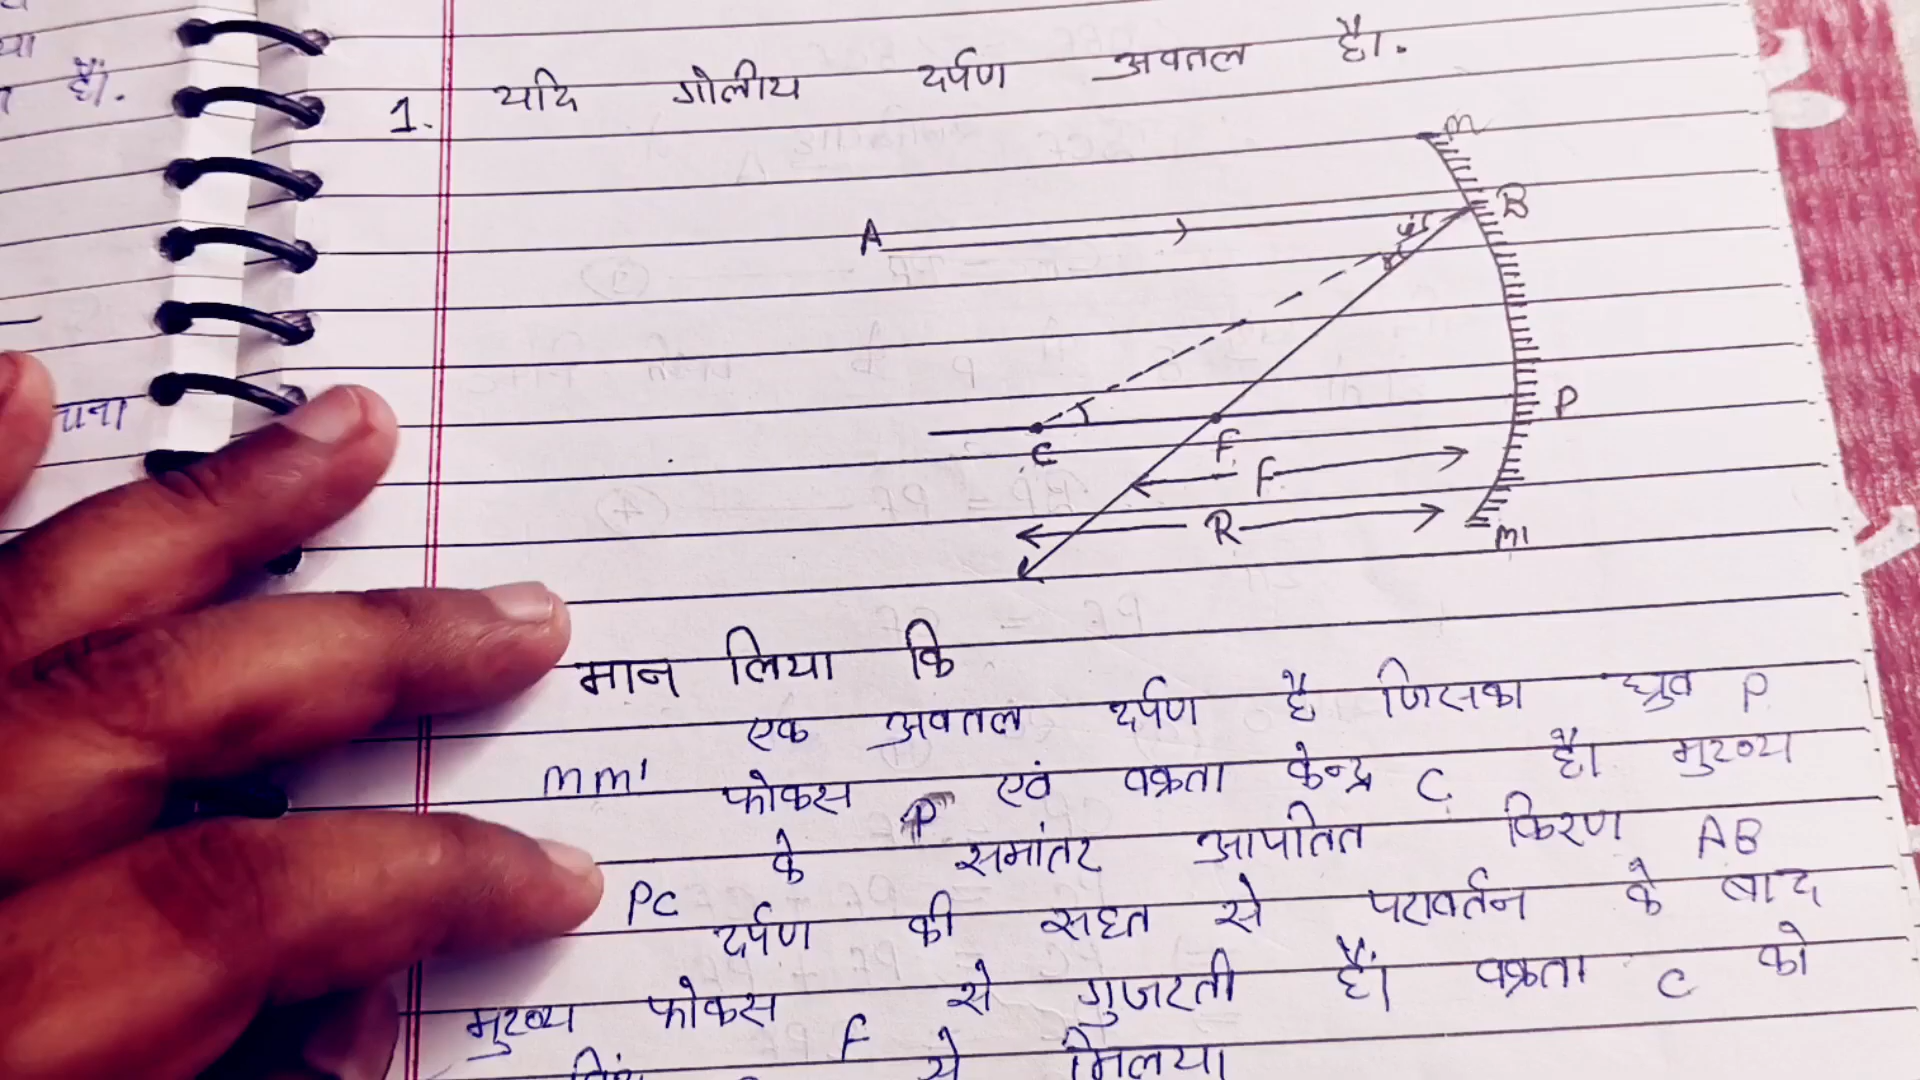 या
हैं.
1. यदि गोलीय दर्पण अवतल है।.
M
A
B
i
r
C
F
P
F
R
M'
मान लिया कि
MM' एक अवतल दर्पण है जिसका ध्रुव P
फोकस P एवं वक्रता केन्द्र C है। मुख्य
PC के समांतर आपतित किरण AB
दर्पण की सहत से परावर्तन के बाद
मुख्य फोकस F से गुजरती हैं। वक्रता C को
से मिलया